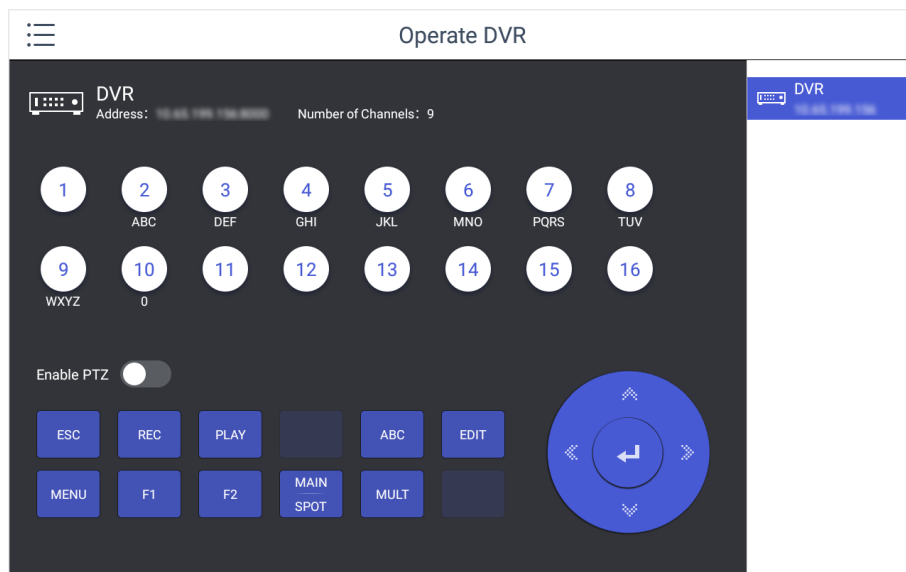 Operate DVR
DVR
Address: Number of Channels: 9
DVR
1 2 3 4 5 6 7 8
ABC DEF GHI JKL MNO PQRS TUV
9 10 11 12 13 14 15 16
WXYZ 0
Enable PTZ
ESC REC PLAY ABC EDIT
MENU F1 F2 MAIN SPOT MULT